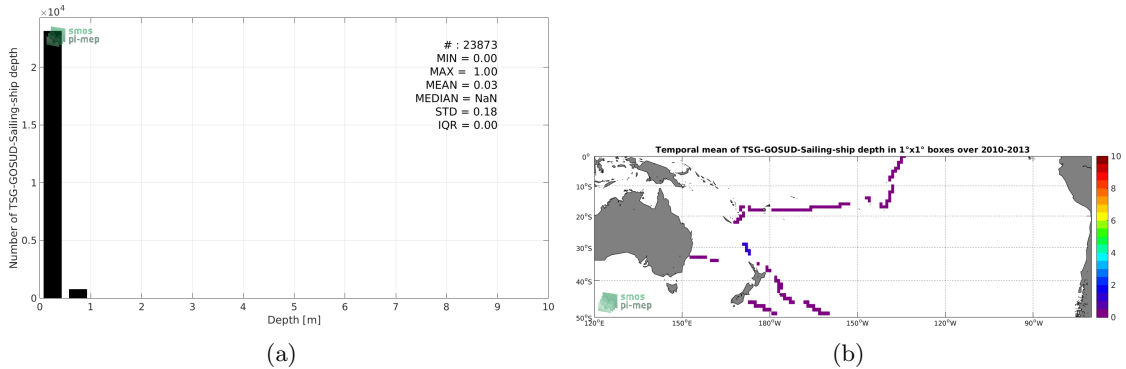 ×10⁴
smos
pi-mep
# : 23873
MIN = 0.00
MAX = 1.00
MEAN = 0.03
MEDIAN = NaN
STD = 0.18
IQR = 0.00
Number of TSG-GOSUD-Sailing-ship depth
2
1.5
1
0.5
0
0 1 2 3 4 5 6 7 8 9 10
Depth [m]
(a)
Temporal mean of TSG-GOSUD-Sailing-ship depth in 1°x1° boxes over 2010-2013
0°
10°S
20°S
30°S
40°S
50°S
120°E 150°E 180°W 150°W 120°W 90°W
smos
pi-mep
10
8
6
4
2
0
(b)